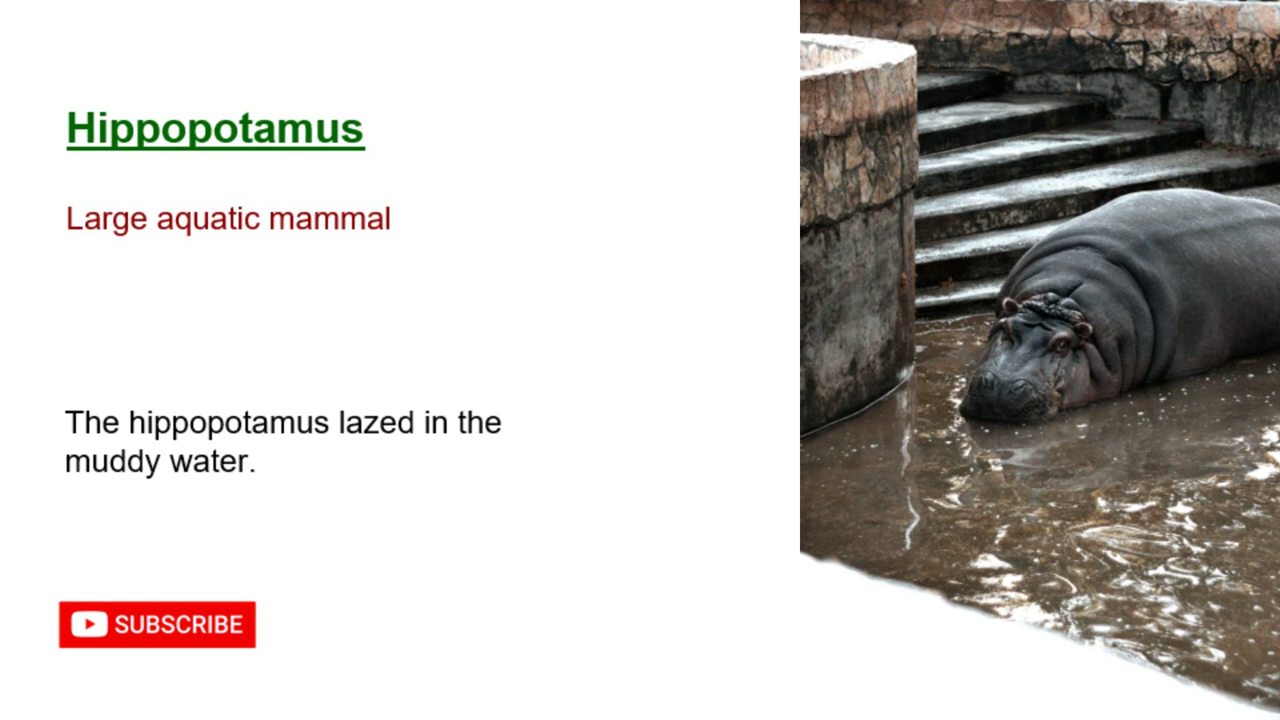 Hippopotamus
Large aquatic mammal
The hippopotamus lazed in the
muddy water.
SUBSCRIBE